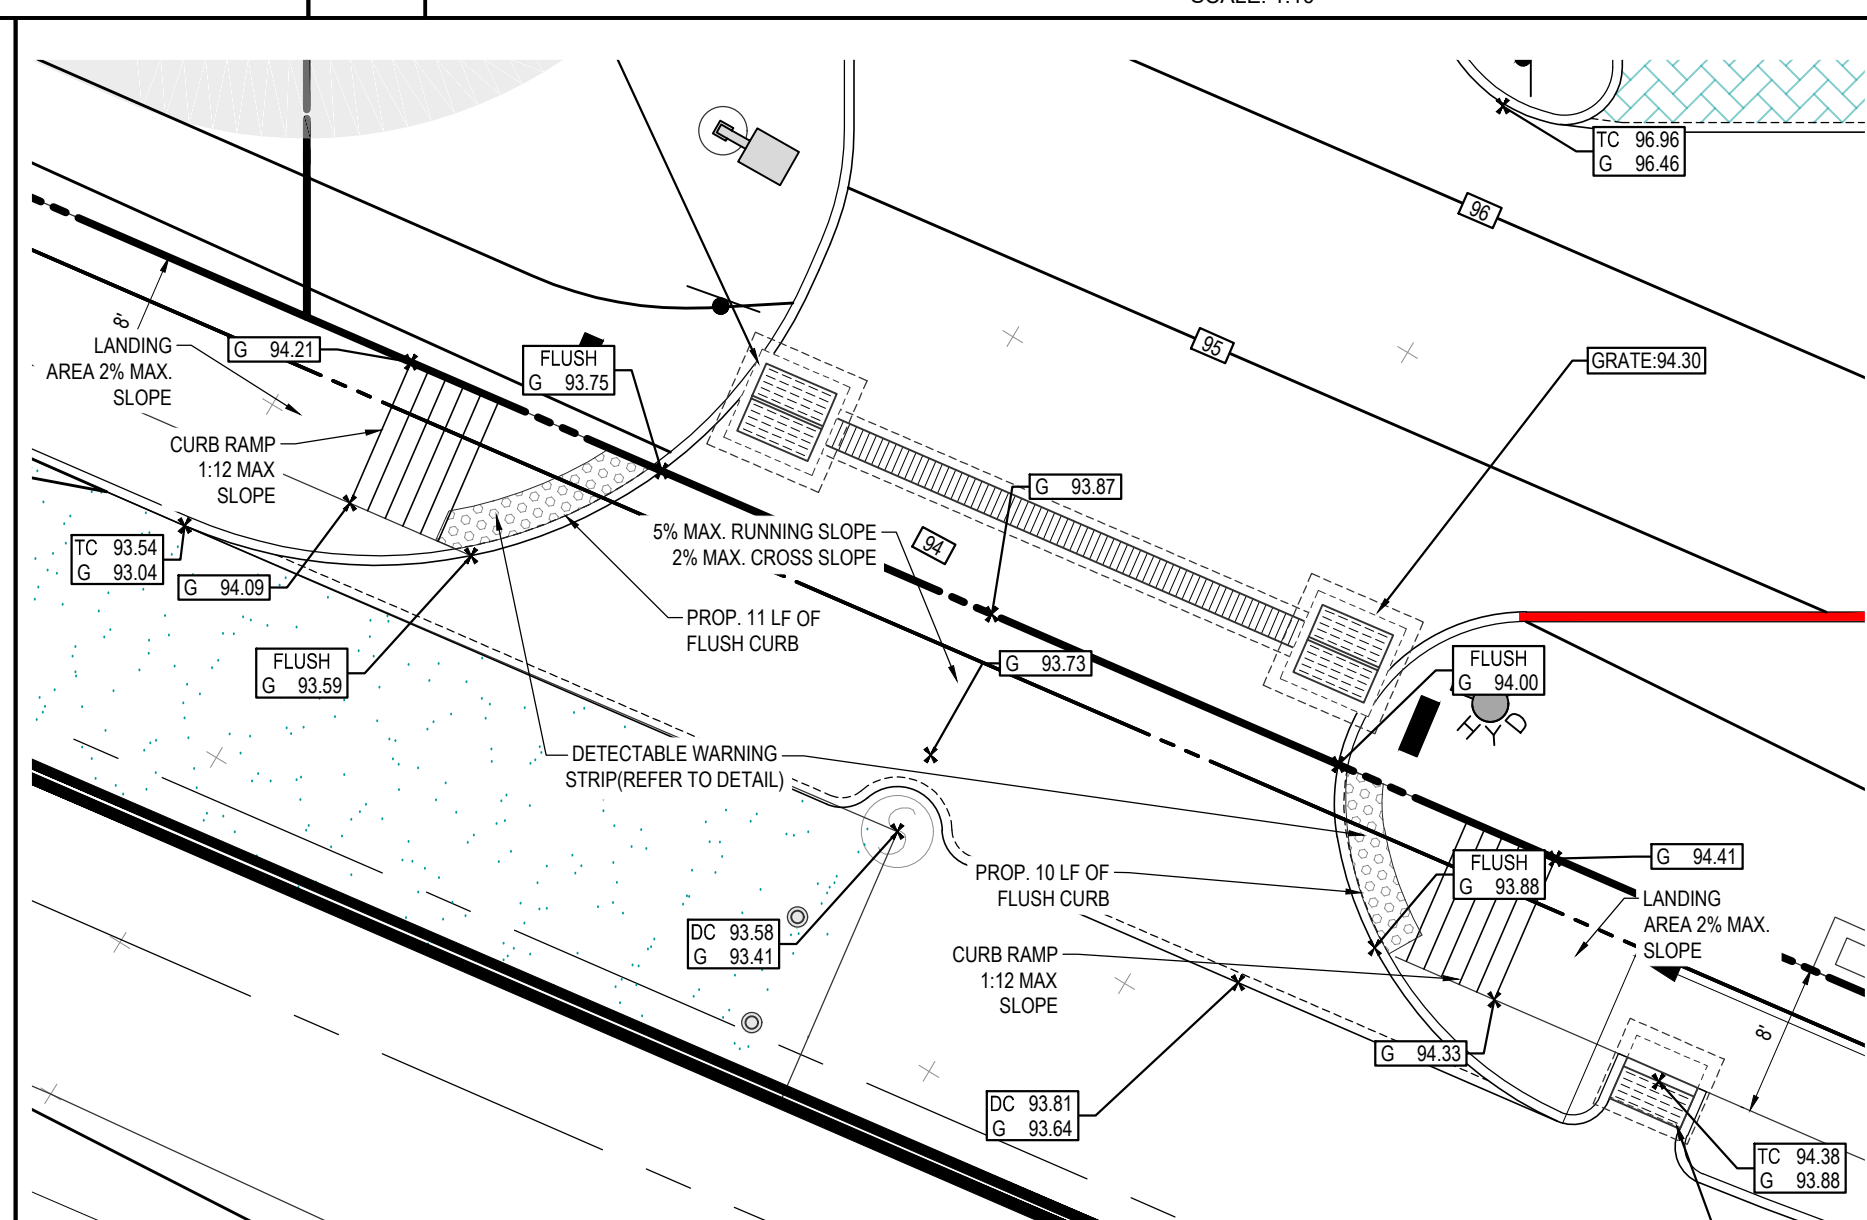 TC 96.96
G 96.46
96
95
GRATE:94.30
8'
LANDING
AREA 2% MAX.
SLOPE
G 94.21
FLUSH
G 93.75
CURB RAMP
1:12 MAX
SLOPE
G 93.87
5% MAX. RUNNING SLOPE
2% MAX. CROSS SLOPE
94
TC 93.54
G 93.04
G 94.09
PROP. 11 LF OF
FLUSH CURB
FLUSH
G 93.59
G 93.73
FLUSH
G 94.00
HYD
DETECTABLE WARNING
STRIP(REFER TO DETAIL)
PROP. 10 LF OF
FLUSH CURB
FLUSH
G 93.88
G 94.41
LANDING
AREA 2% MAX.
SLOPE
DC 93.58
G 93.41
CURB RAMP
1:12 MAX
SLOPE
G 94.33
8'
DC 93.81
G 93.64
TC 94.38
G 93.88